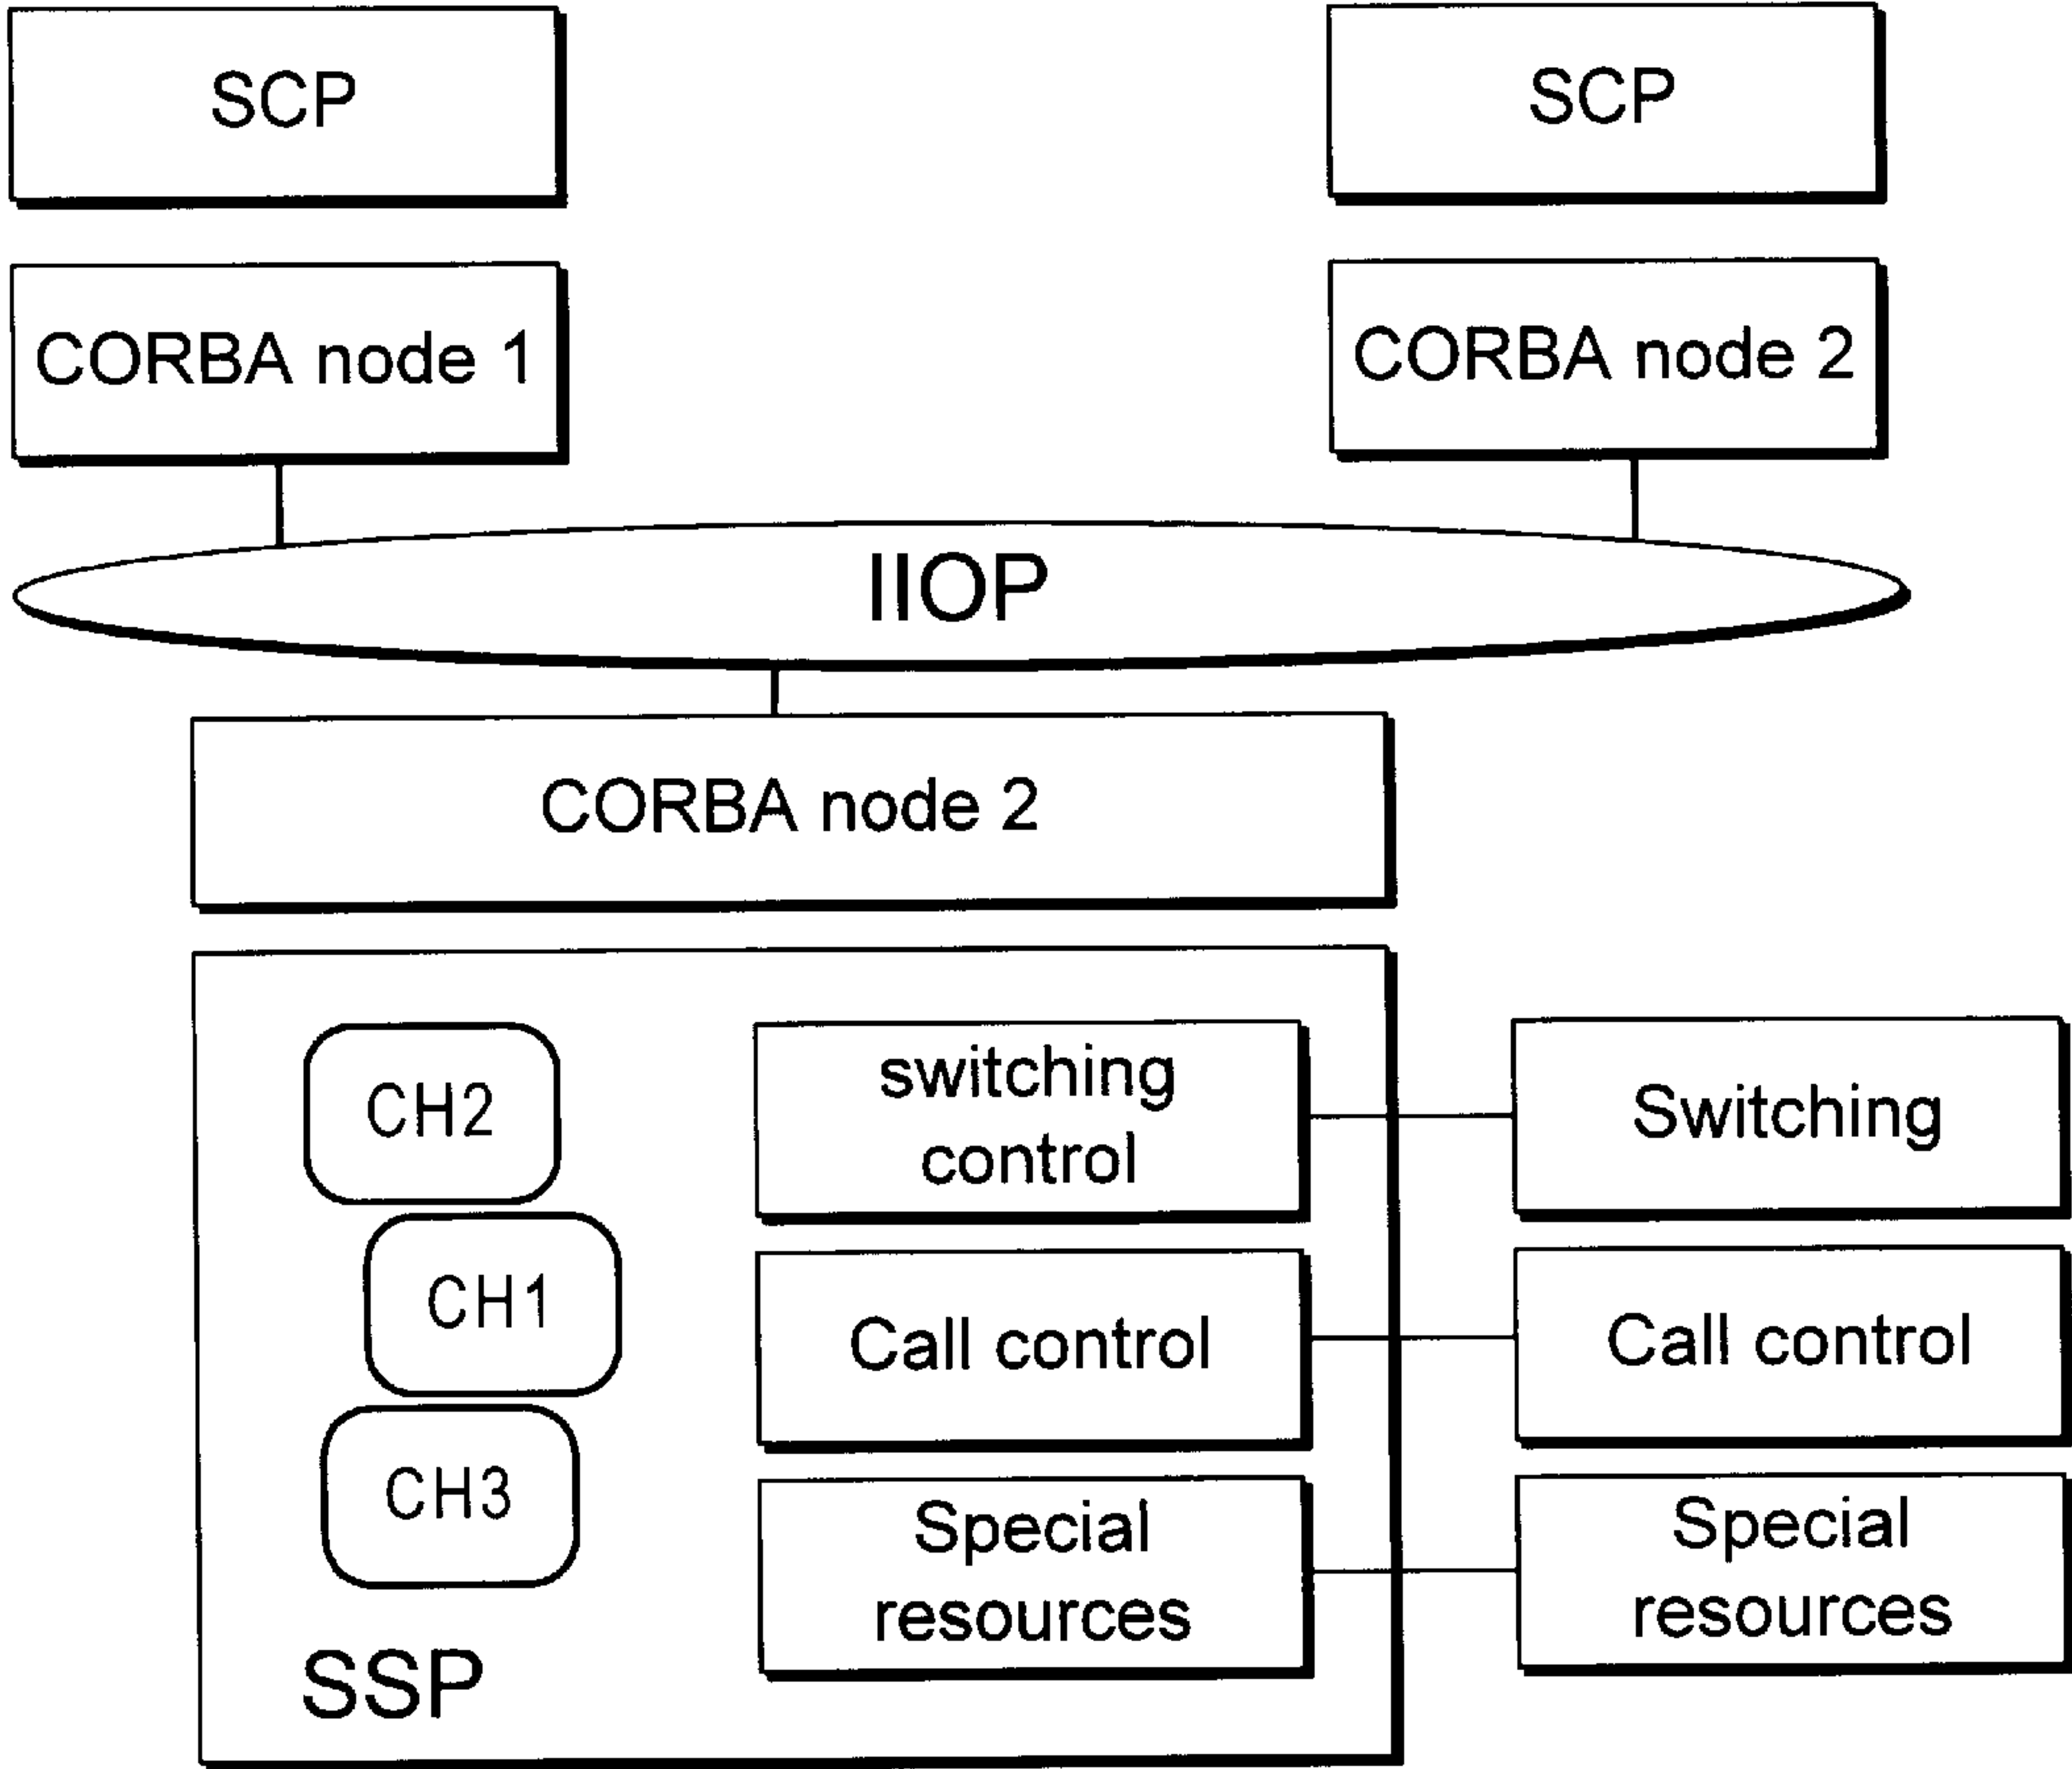 SCP
SCP
CORBA node 1
CORBA node 2
IIOP
CORBA node 2
CH2
CH1
CH3
SSP
switching
control
Call control
Special
resources
Switching
Call control
Special
resources